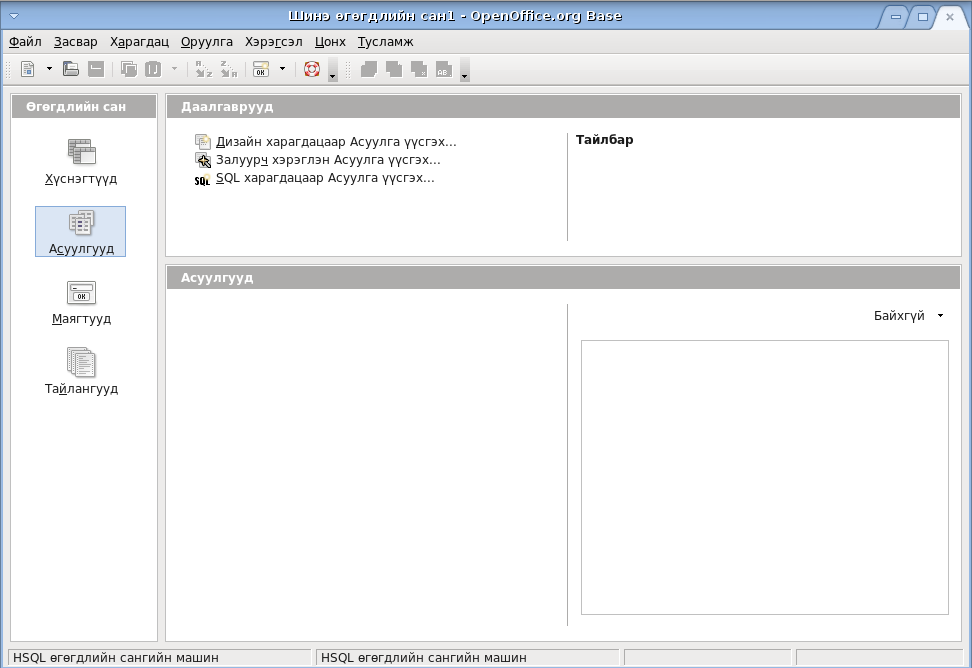 Шинэ өгөгдлийн сан1 - OpenOffice.org Base
Файл Засвар Харагдац Оруулга Хэрэгсэл Цонх Тусламж
Өгөгдлийн сан
Хүснэгтүүд
Асуулгууд
Маягтууд
Тайлангууд
Даалгаврууд
Дизайн харагдацаар Асуулга үүсгэх...
Залуурч хэрэглэн Асуулга үүсгэх...
SQL SQL харагдацаар Асуулга үүсгэх...
Тайлбар
Асуулгууд
Байхгүй
HSQL өгөгдлийн сангийн машин HSQL өгөгдлийн сангийн машин